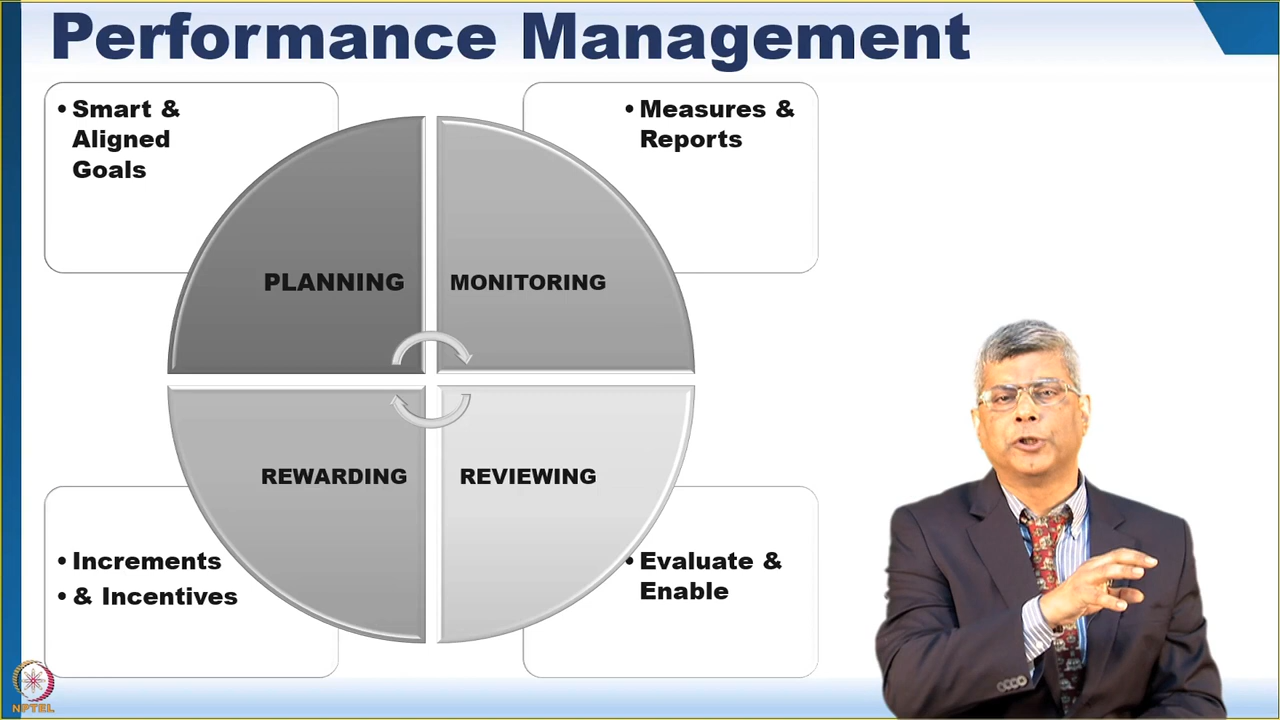 Performance Management
• Smart &
Aligned
Goals
• Measures &
Reports
PLANNING
MONITORING
REWARDING
REVIEWING
• Increments
• & Incentives
• Evaluate &
Enable
NPTEL